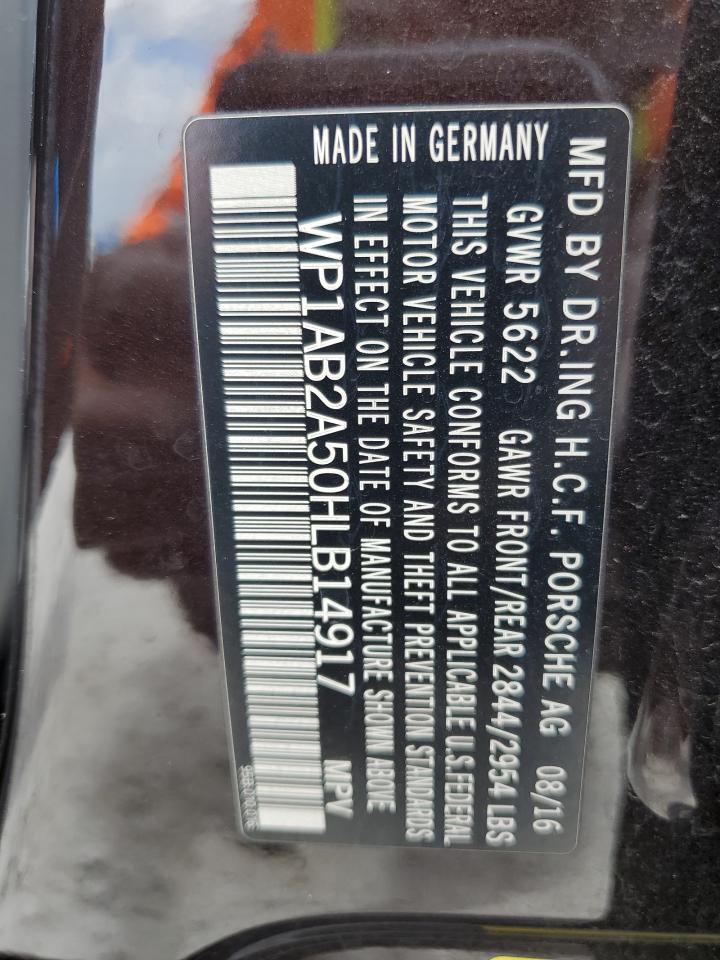 MFD BY DR.ING H.C.F. PORSCHE AG 08/16
GVWR 5622 GAWR FRONT/REAR 2844/2954 LBS
THIS VEHICLE CONFORMS TO ALL APPLICABLE U.S.FEDERAL
MOTOR VEHICLE SAFETY AND THEFT PREVENTION STANDARDS
IN EFFECT ON THE DATE OF MANUFACTURE SHOWN ABOVE
WP1AB2A50HLB14917 MPV
MADE IN GERMANY